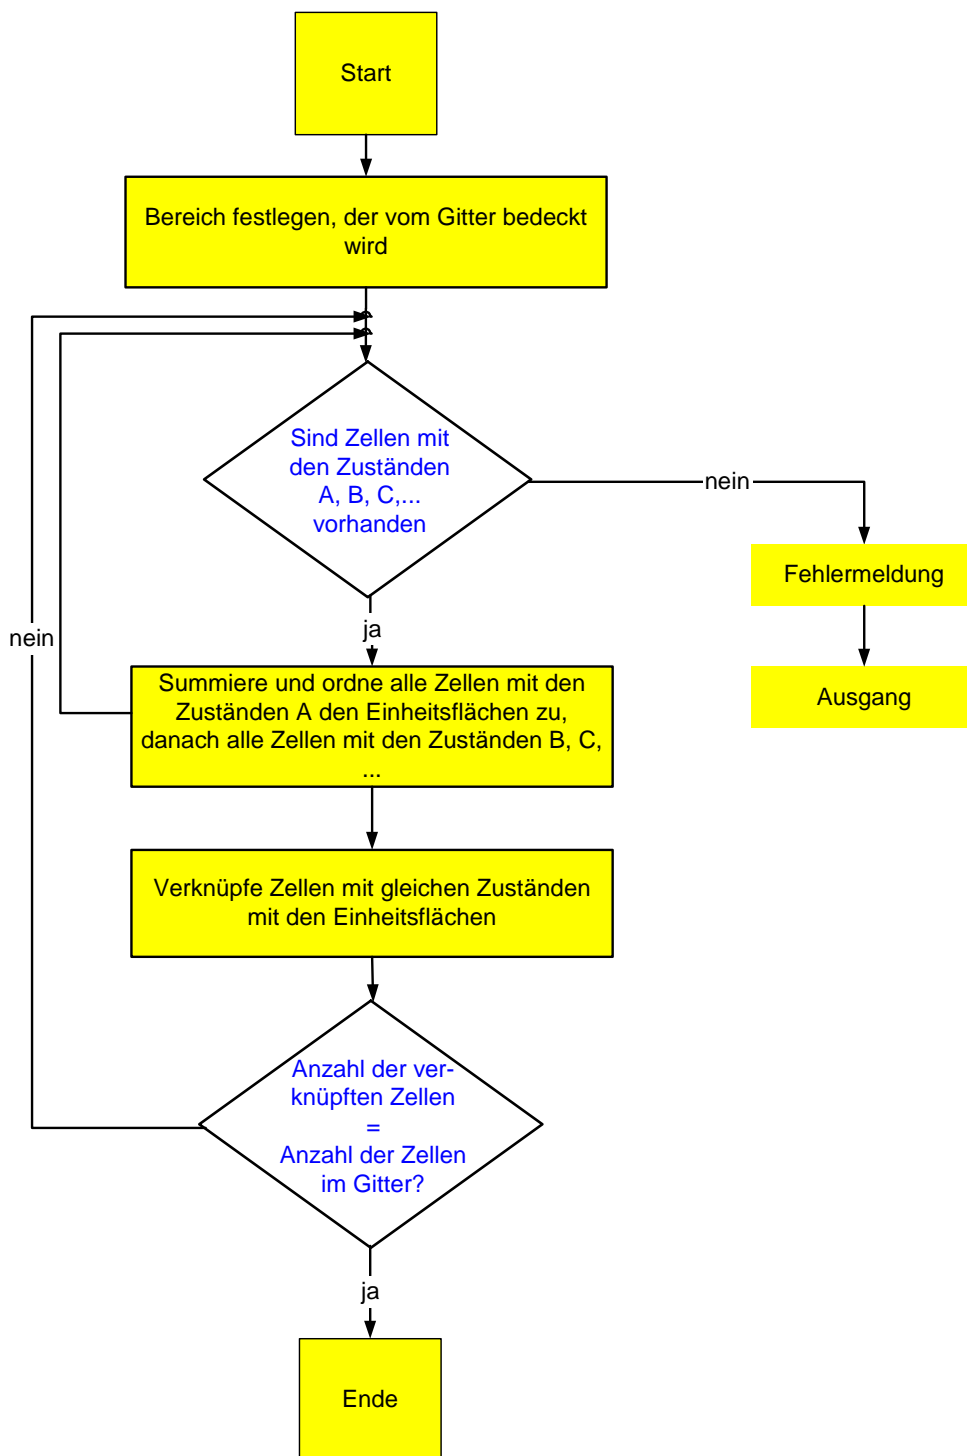 Start
Bereich festlegen, der vom Gitter bedeckt
wird
Sind Zellen mit
den Zuständen
A, B, C,...
vorhanden
nein
Fehlermeldung
Ausgang
ja
nein
Summiere und ordne alle Zellen mit den
Zuständen A den Einheitsflächen zu,
danach alle Zellen mit den Zuständen B, C,
...
Verknüpfe Zellen mit gleichen Zuständen
mit den Einheitsflächen
Anzahl der ver-
knüpften Zellen
=
Anzahl der Zellen
im Gitter?
ja
Ende